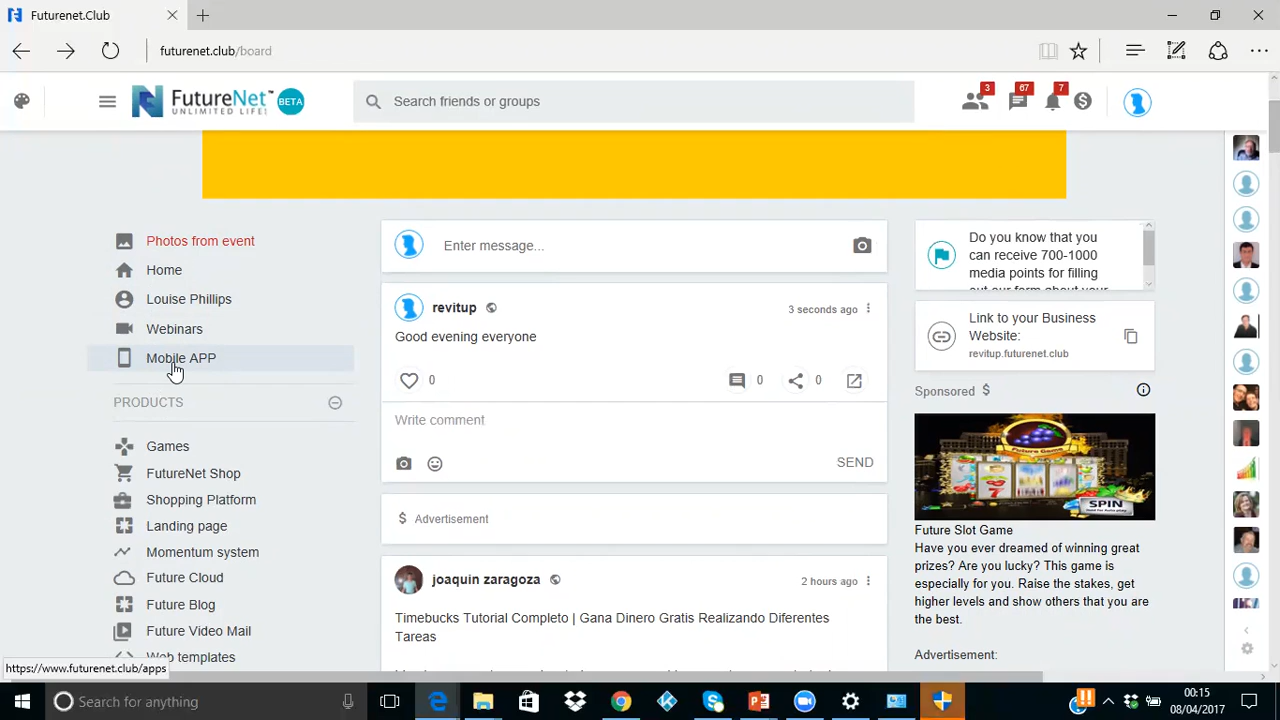 Futurenet.Club
futurenet.club/board
FutureNet™ BETA
UNLIMITED LIFE!
Search friends or groups
3
67
7
Photos from event
Home
Louise Phillips
Webinars
Mobile APP
PRODUCTS
Games
FutureNet Shop
Shopping Platform
Landing page
Momentum system
Future Cloud
Future Blog
Future Video Mail
Web templates
https://www.futurenet.club/apps
Enter message...
revitup
3 seconds ago
Good evening everyone
0
0
0
Write comment
SEND
$ Advertisement
joaquin zaragoza
2 hours ago
Timebucks Tutorial Completo | Gana Dinero Gratis Realizando Diferentes
Tareas
Do you know that you
can receive 700-1000
media points for filling
out our form about your
Link to your Business
Website:
revitup.futurenet.club
Sponsored $
SPIN
Future Slot Game
Have you ever dreamed of winning great
prizes? Are you lucky? This game is
especially for you. Raise the stakes, get
higher levels and show others that you are
the best.
Advertisement:
Search for anything
00:15
08/04/2017